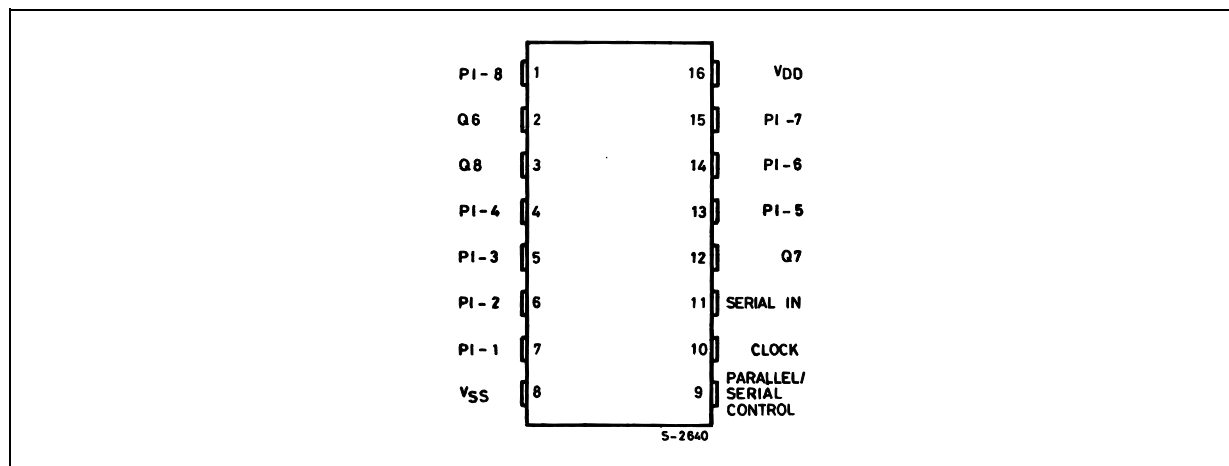 PI-8 1 16 VDD
Q6 2 15 PI-7
Q8 3 14 PI-6
PI-4 4 13 PI-5
PI-3 5 12 Q7
PI-2 6 11 SERIAL IN
PI-1 7 10 CLOCK
VSS 8 9 PARALLEL/
SERIAL
CONTROL
S-2640